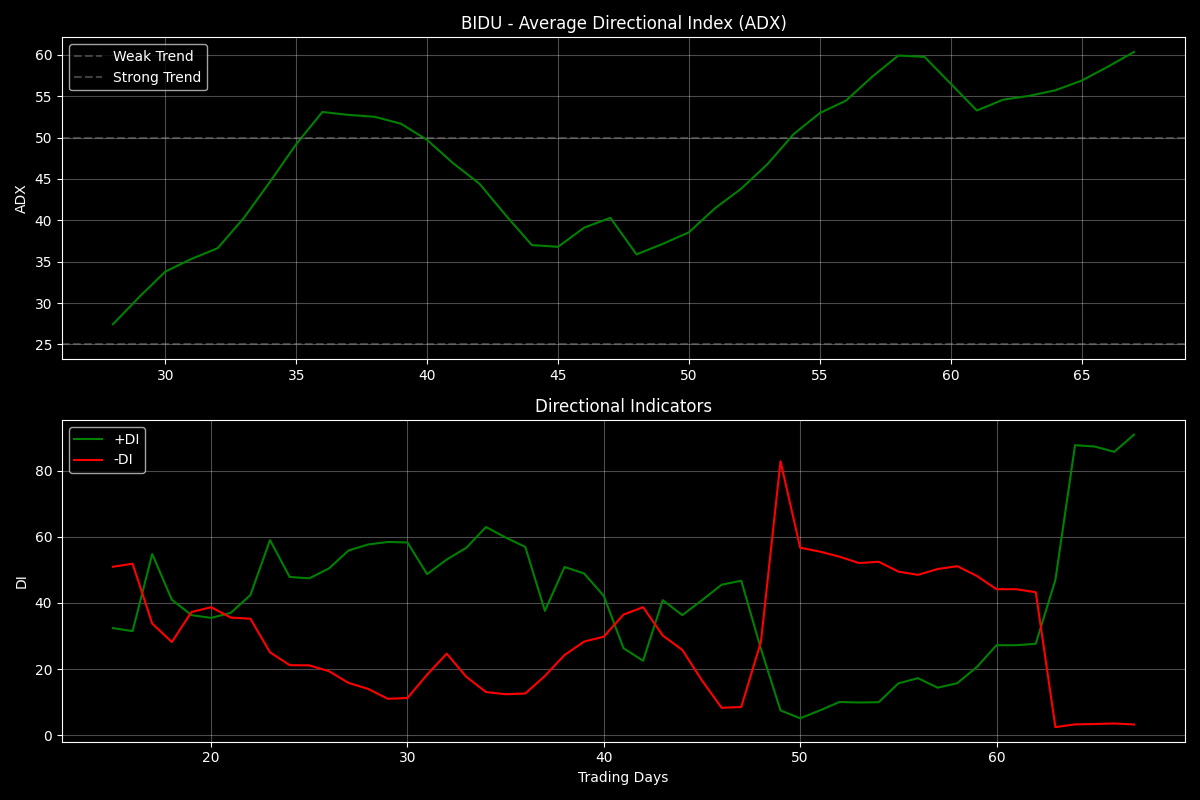 BIDU - Average Directional Index (ADX)
Weak Trend
Strong Trend
ADX
60
55
50
45
40
35
30
25
30 35 40 45 50 55 60 65
Directional Indicators
+DI
-DI
DI
80
60
40
20
0
20 30 40 50 60
Trading Days